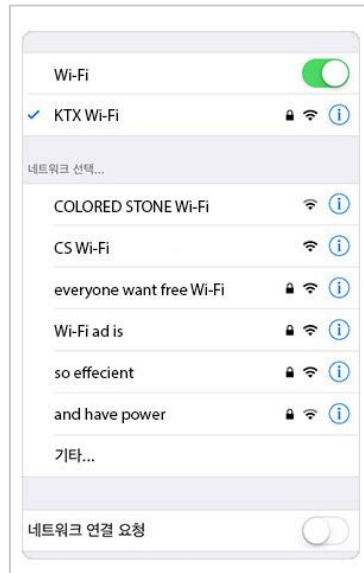 Wi-Fi
KTX Wi-Fi
네트워크 선택...
COLORED STONE Wi-Fi
CS Wi-Fi
everyone want free Wi-Fi
Wi-Fi ad is
so effecient
and have power
기타...
네트워크 연결 요청